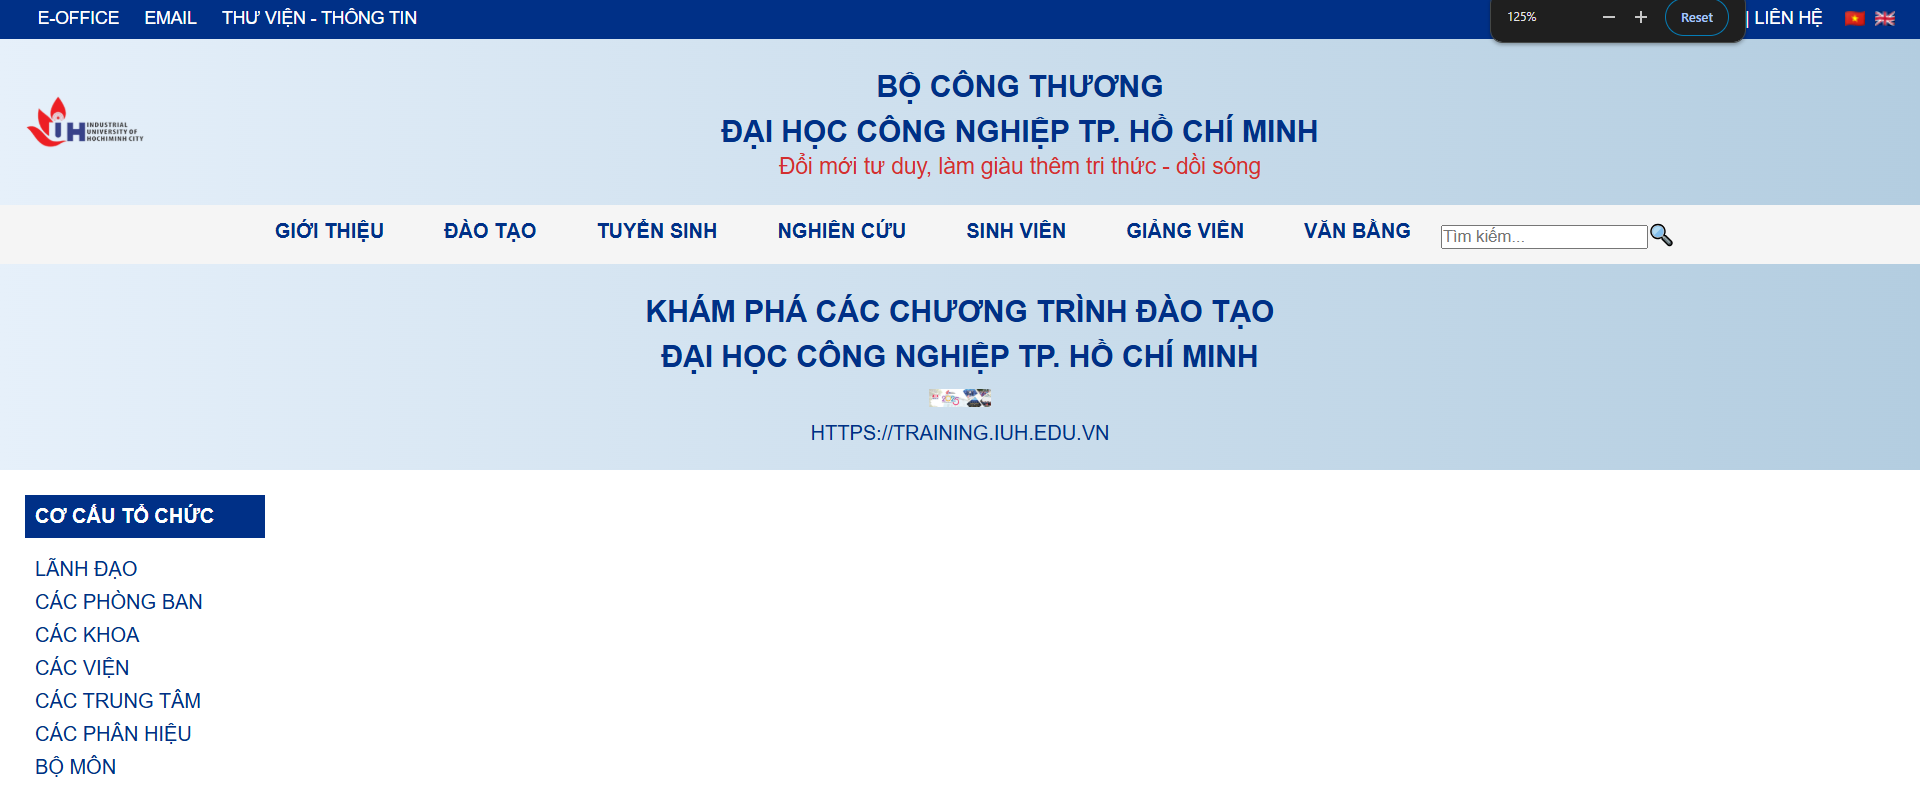 E-OFFICE EMAIL THƯ VIỆN - THÔNG TIN
125% Reset | LIÊN HỆ
INDUSTRIAL
UNIVERSITY OF
HOCHIMINH CITY
IUH
BỘ CÔNG THƯƠNG
ĐẠI HỌC CÔNG NGHIỆP TP. HỒ CHÍ MINH
Đổi mới tư duy, làm giàu thêm tri thức - dồi sóng
GIỚI THIỆU ĐÀO TẠO TUYỂN SINH NGHIÊN CỨU SINH VIÊN GIẢNG VIÊN VĂN BẰNG Tìm kiếm...
KHÁM PHÁ CÁC CHƯƠNG TRÌNH ĐÀO TẠO
ĐẠI HỌC CÔNG NGHIỆP TP. HỒ CHÍ MINH
HTTPS://TRAINING.IUH.EDU.VN
CƠ CẤU TỔ CHỨC
LÃNH ĐẠO
CÁC PHÒNG BAN
CÁC KHOA
CÁC VIỆN
CÁC TRUNG TÂM
CÁC PHÂN HIỆU
BỘ MÔN